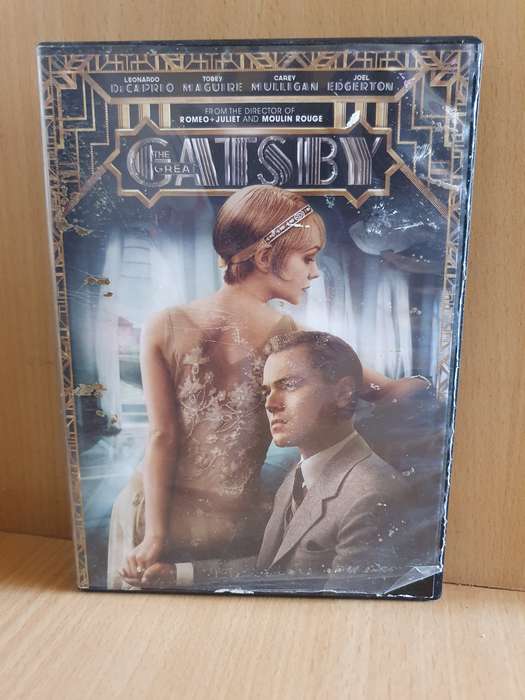 LEONARDO TOBEY CAREY JOEL
DiCAPRIO MAGUIRE MULLIGAN EDGERTON
FROM THE DIRECTOR OF
ROMEO+JULIET AND MOULIN ROUGE
THE GREAT
GATSBY